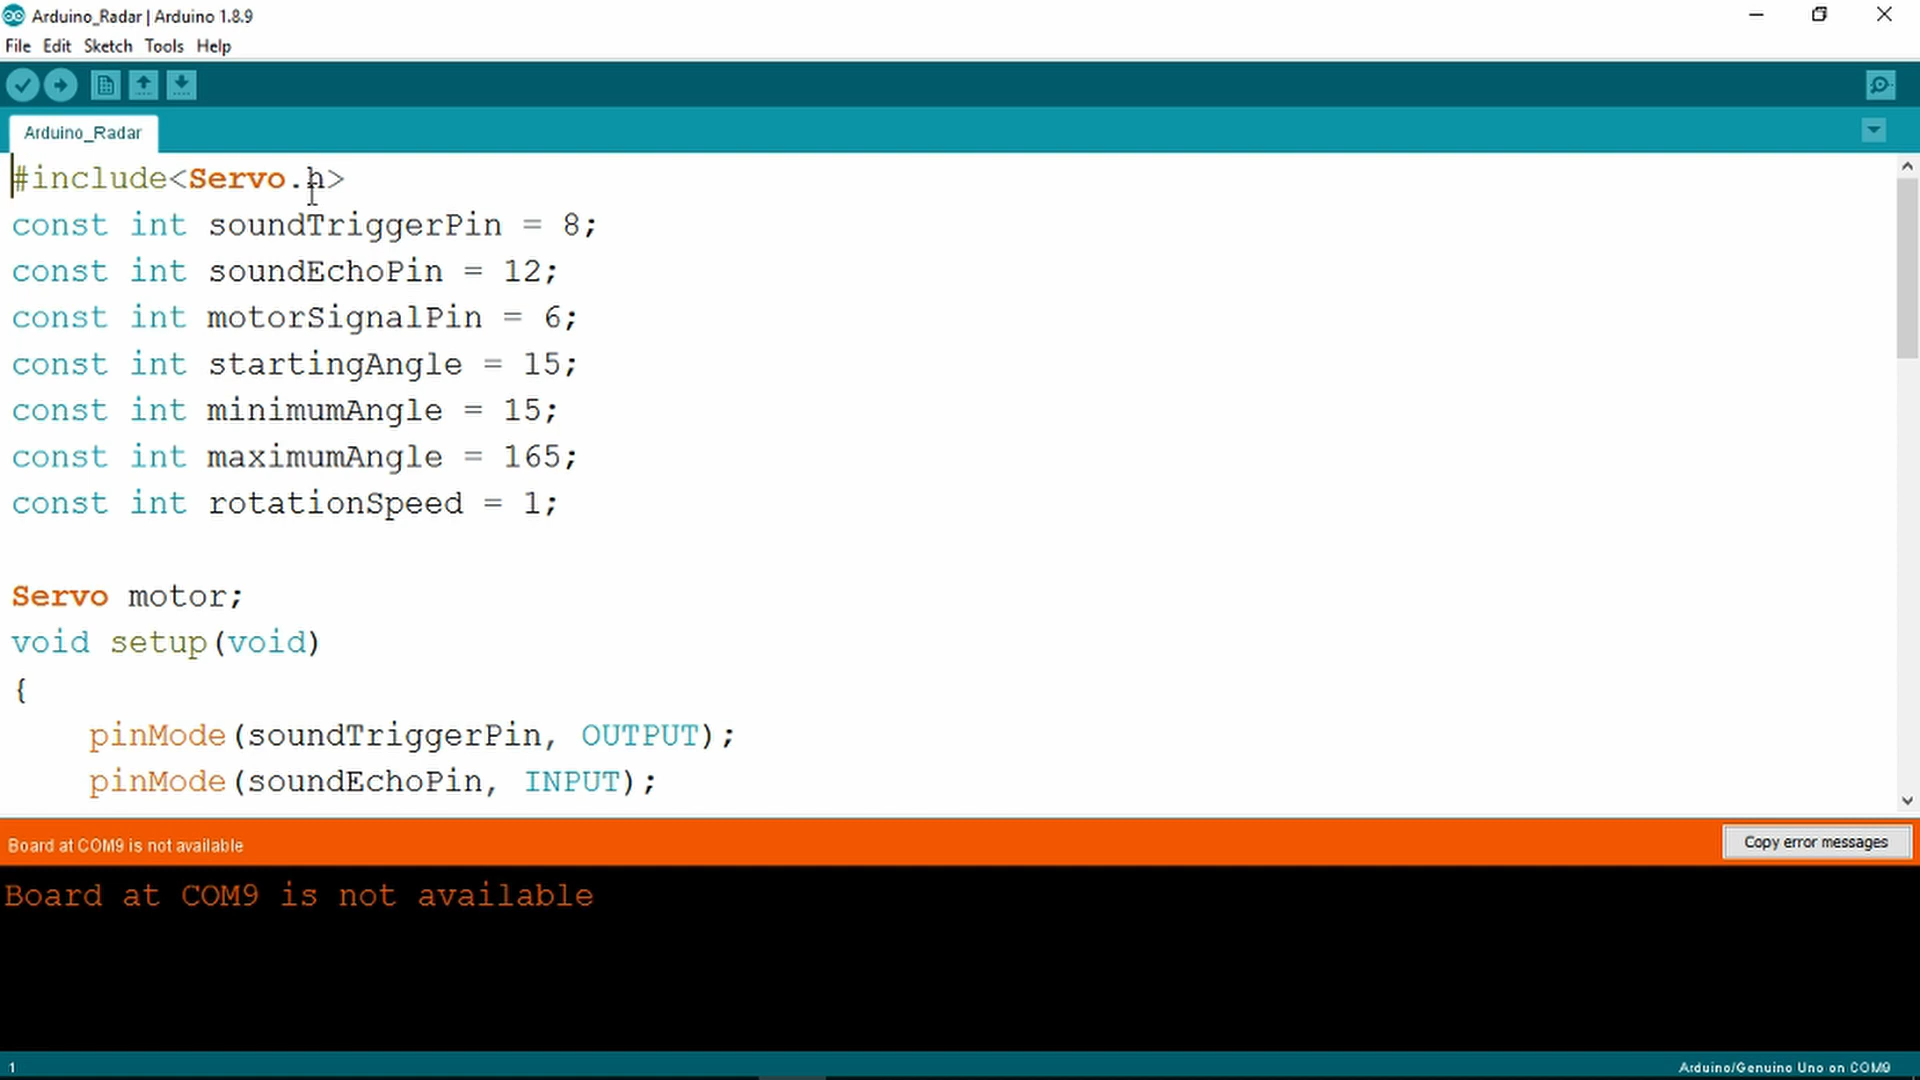 Arduino_Radar | Arduino 1.8.9
File Edit Sketch Tools Help
Arduino_Radar
#include<Servo.h>
const int soundTriggerPin = 8;
const int soundEchoPin = 12;
const int motorSignalPin = 6;
const int startingAngle = 15;
const int minimumAngle = 15;
const int maximumAngle = 165;
const int rotationSpeed = 1;
Servo motor;
void setup(void)
{
pinMode(soundTriggerPin, OUTPUT);
pinMode(soundEchoPin, INPUT);
Board at COM9 is not available
Copy error messages
Board at COM9 is not available
1
Arduino/Genuino Uno on COM9